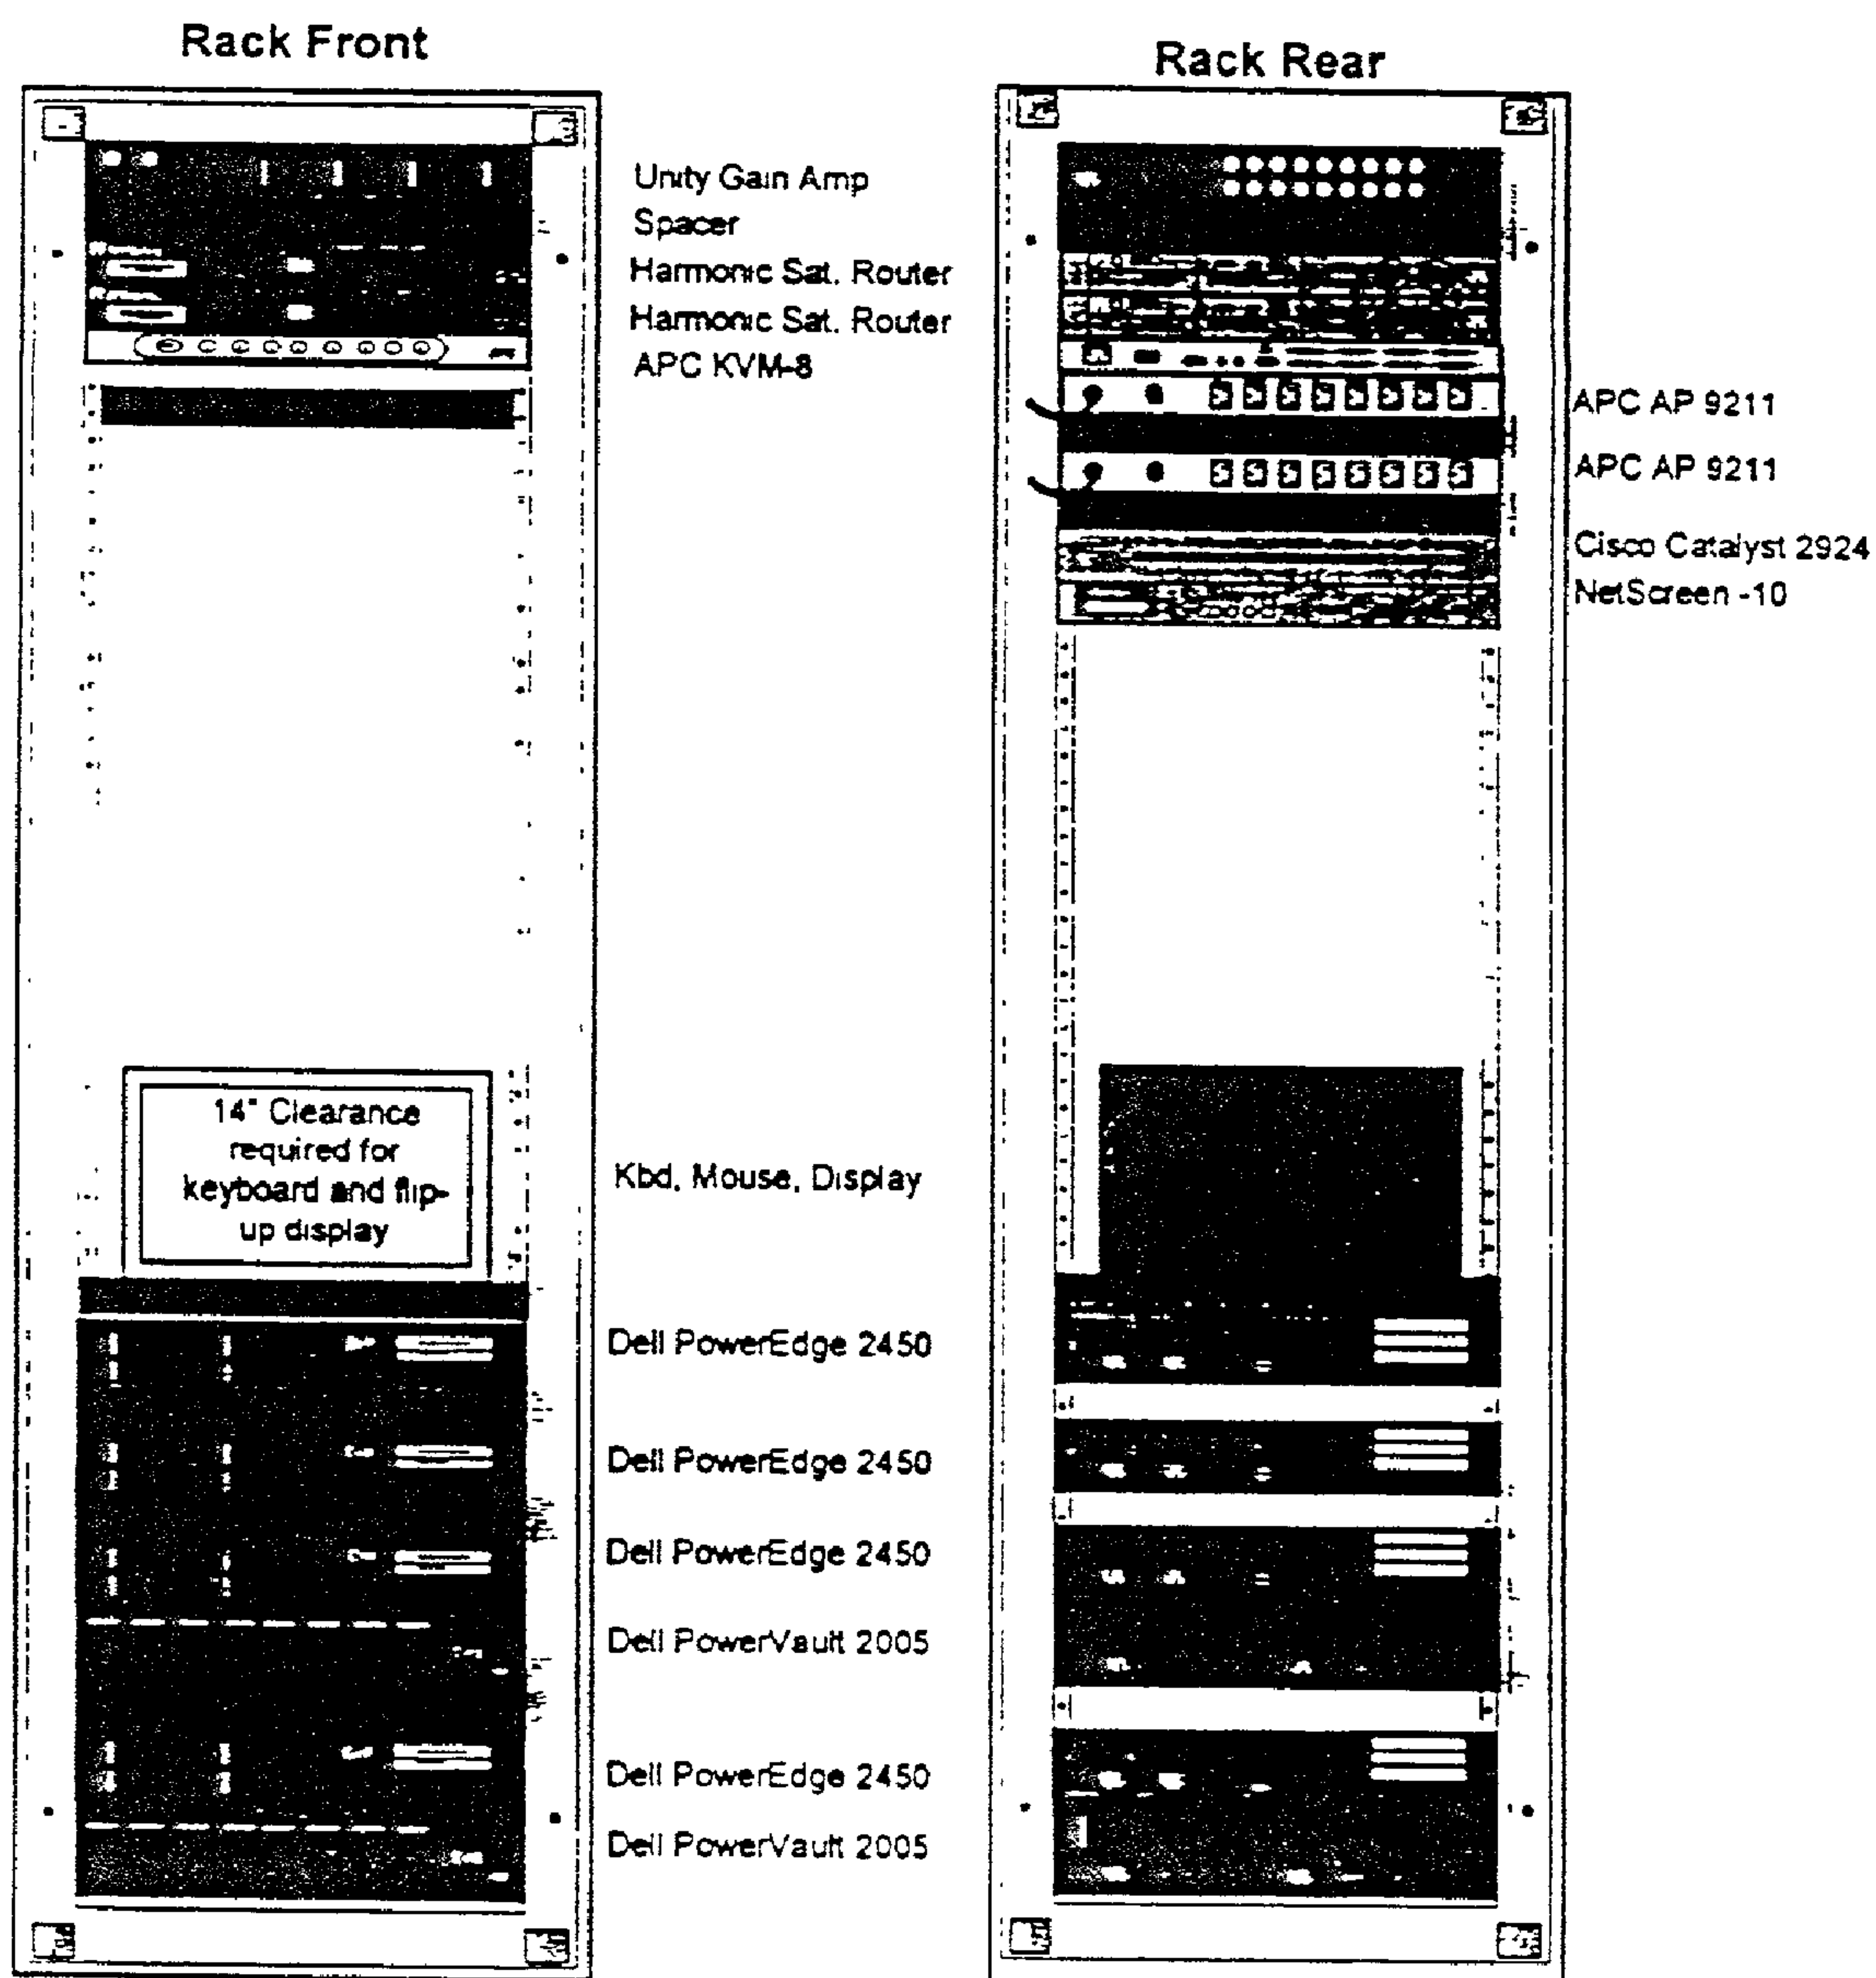 Rack Front
Unity Gain Amp
Spacer
Harmonic Sat. Router
Harmonic Sat. Router
APC KVM-8
14" Clearance
required for
keyboard and flip-
up display
Kbd, Mouse, Display
Dell PowerEdge 2450
Dell PowerEdge 2450
Dell PowerEdge 2450
Dell PowerVault 2005
Dell PowerEdge 2450
Dell PowerVault 2005
Rack Rear
APC AP 9211
APC AP 9211
Cisco Catalyst 2924
NetScreen -10